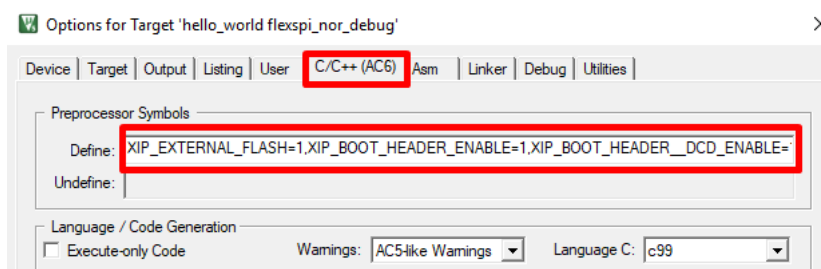 Options for Target 'hello_world flexspi_nor_debug'
Device Target Output Listing User C/C++ (AC6) Asm Linker Debug Utilities
Preprocessor Symbols
Define: XIP_EXTERNAL_FLASH=1,XIP_BOOT_HEADER_ENABLE=1,XIP_BOOT_HEADER__DCD_ENABLE=
Undefine:
Language / Code Generation
Execute-only Code Warnings: AC5-like Warnings Language C: c99